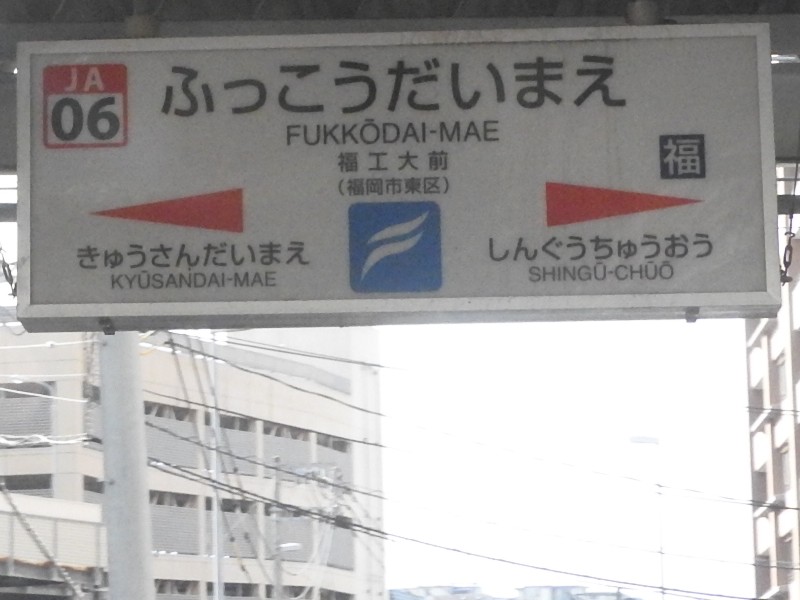 JA
06
ふっこうだいまえ
FUKKŌDAI-MAE
福工大前
(福岡市東区)
福
きゅうさんだいまえ
KYŪSANDAI-MAE
しんぐうちゅうおう
SHINGŪ-CHŪŌ